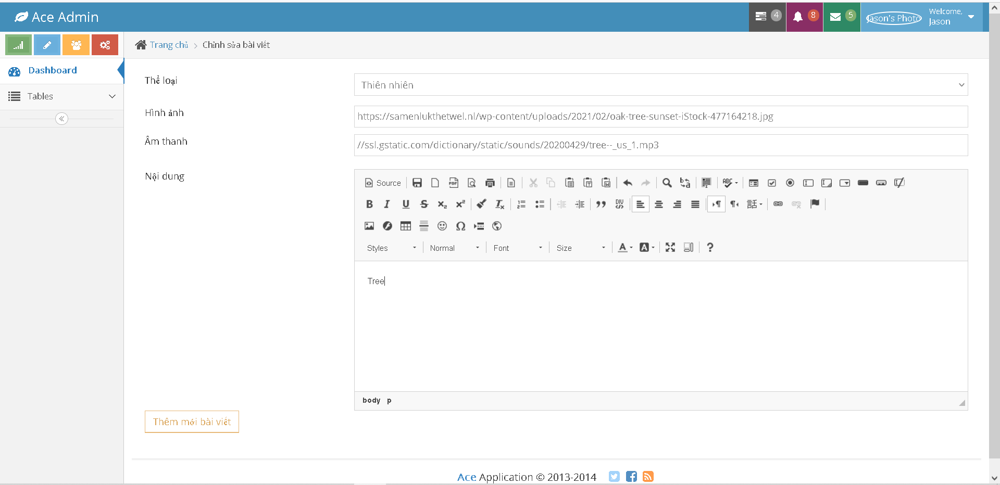 Ace Admin
4
8
5
Jason's Photo
Welcome,
Jason
Trang chủ
Chỉnh sửa bài viết
Dashboard
Tables
Thể loại
Thiên nhiên
Hình ảnh
https://samenlukthetwel.nl/wp-content/uploads/2021/02/oak-tree-sunset-iStock-477164218.jpg
Âm thanh
//ssl.gstatic.com/dictionary/static/sounds/20200429/tree--_us_1.mp3
Nội dung
Source
Styles
Normal
Font
Size
Tree
body p
Thêm mới bài viết
Ace Application © 2013-2014